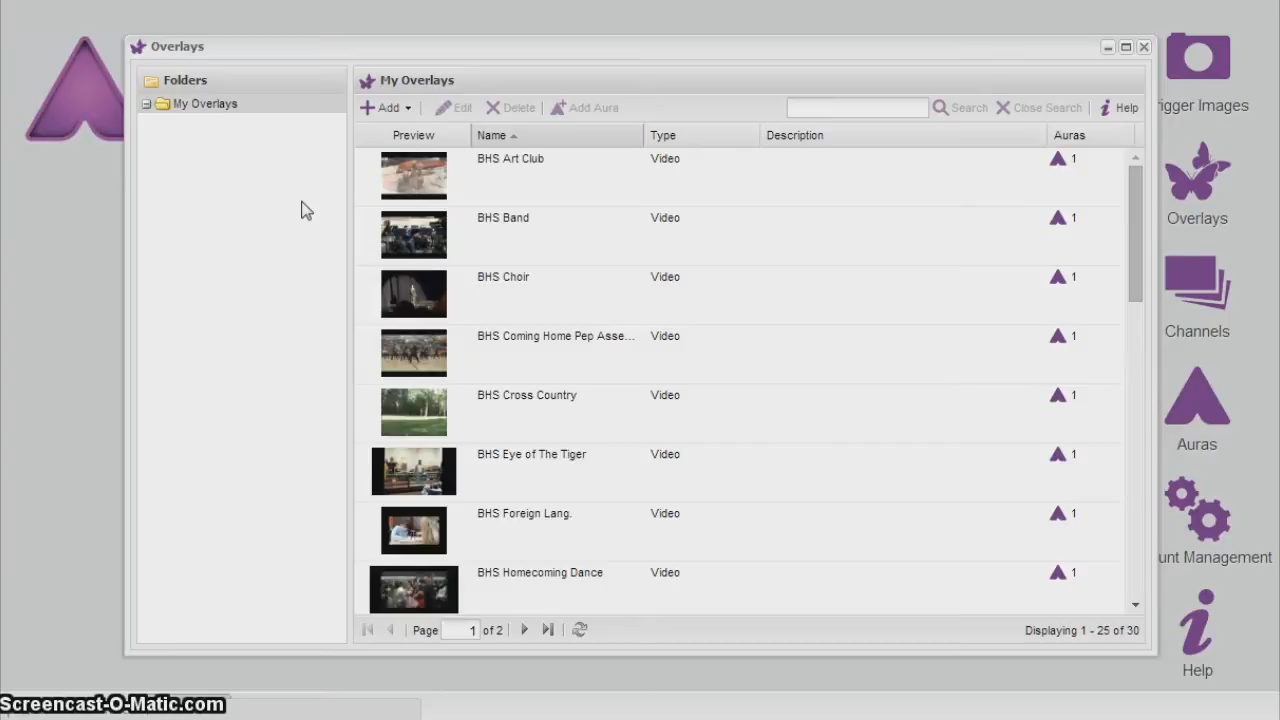 Overlays
Folders
My Overlays
My Overlays
Add
Edit
Delete
Add Aura
Search
Close Search
Help
Preview
Name
Type
Description
Auras
BHS Art Club
Video
1
BHS Band
Video
1
BHS Choir
Video
1
BHS Coming Home Pep Asse...
Video
1
BHS Cross Country
Video
1
BHS Eye of The Tiger
Video
1
BHS Foreign Lang.
Video
1
BHS Homecoming Dance
Video
1
Page 1 of 2
Displaying 1 - 25 of 30
rigger Images
Overlays
Channels
Auras
unt Management
Help
Screencast-O-Matic.com